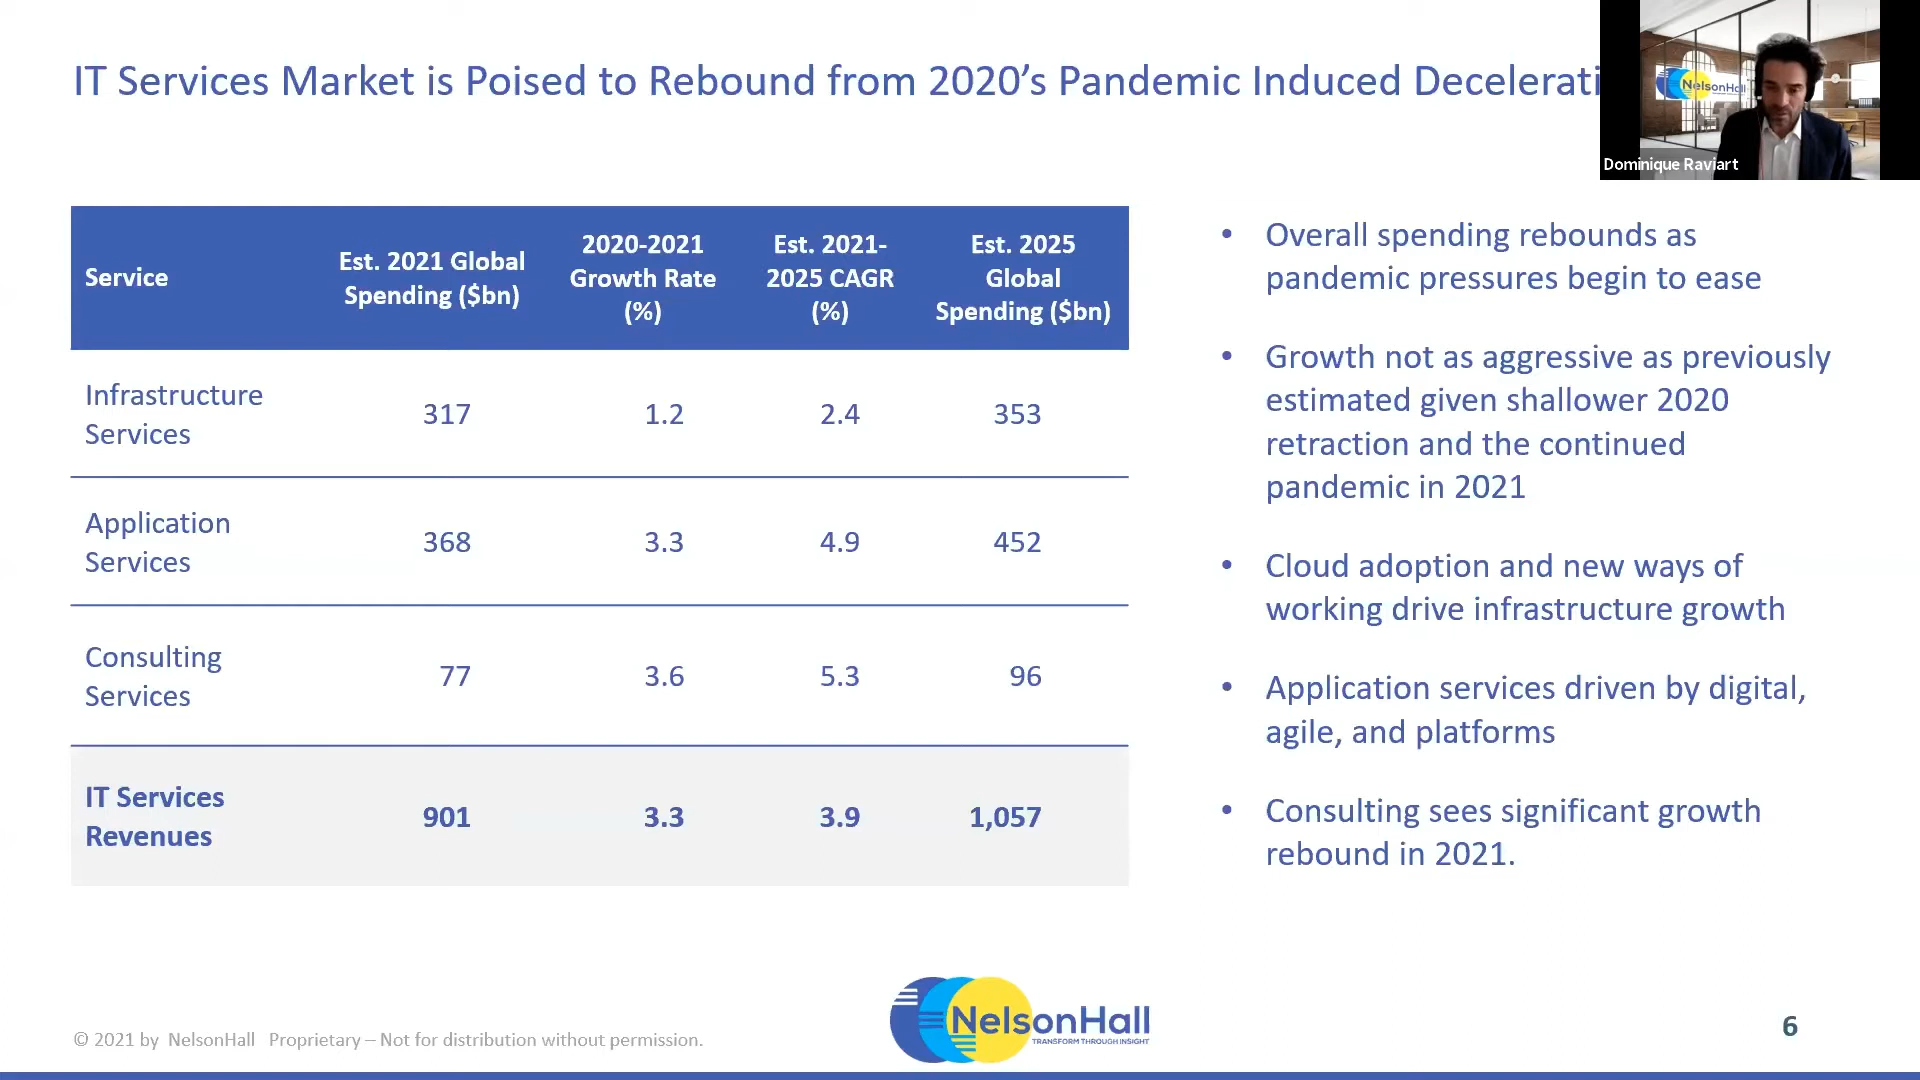 IT Services Market is Poised to Rebound from 2020's Pandemic Induced
NelsonHall
Dominique Raviart
Service
Est. 2021 Global
Spending ($bn)
2020-2021
Growth Rate
(%)
Est. 2021-
2025 CAGR
(%)
Est. 2025
Global
Spending ($bn)
Infrastructure
Services
317 1.2 2.4 353
Application
Services
368 3.3 4.9 452
Consulting
Services
77 3.6 5.3 96
IT Services
Revenues
901 3.3 3.9 1,057
• Overall spending rebounds as
pandemic pressures begin to ease
• Growth not as aggressive as previously
estimated given shallower 2020
retraction and the continued
pandemic in 2021
• Cloud adoption and new ways of
working drive infrastructure growth
• Application services driven by digital,
agile, and platforms
• Consulting sees significant growth
rebound in 2021.
© 2021 by NelsonHall Proprietary – Not for distribution without permission.
NelsonHall
TRANSFORM THROUGH INSIGHT
6